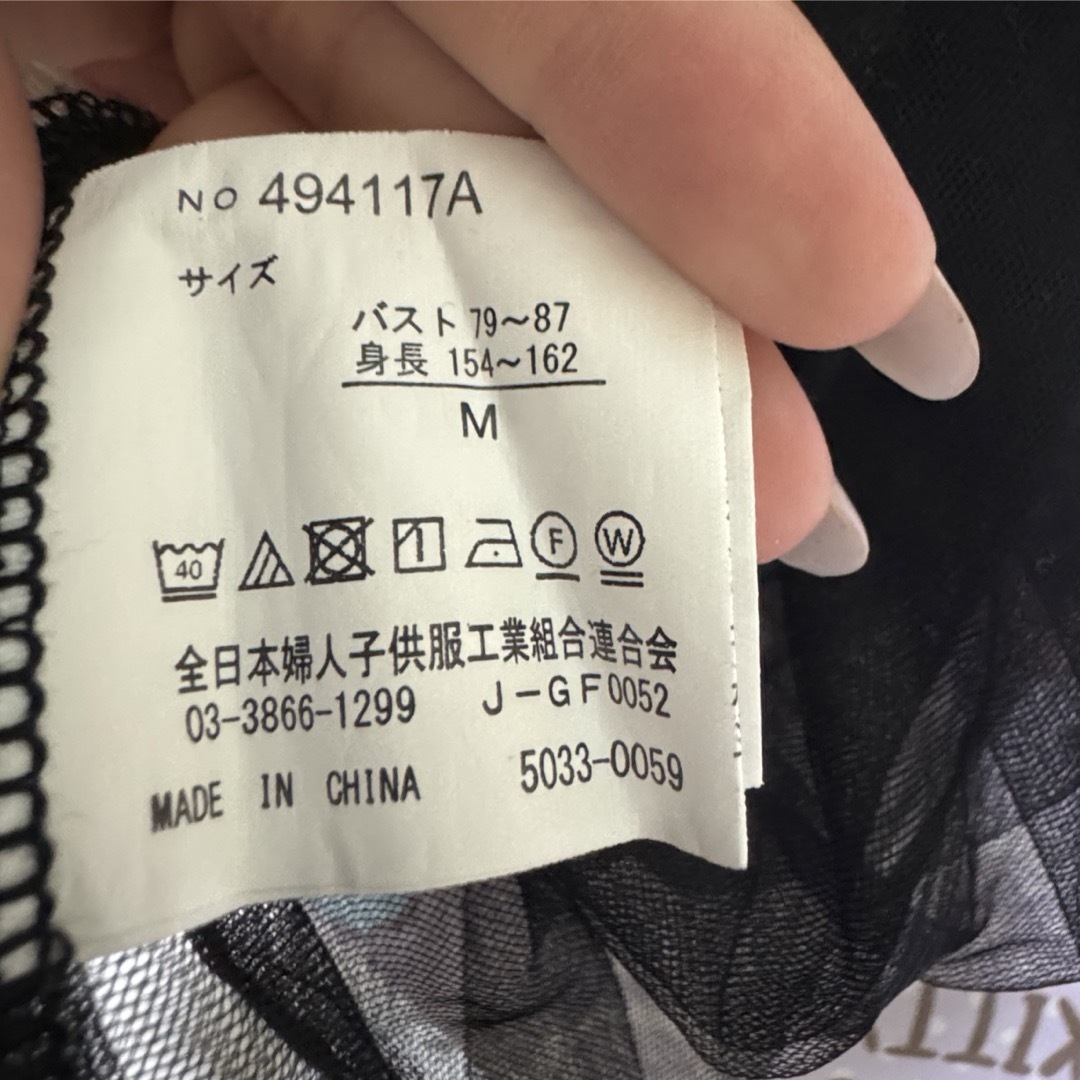 NO 494117A
サイズ
バスト 79～87
身長 154～162
M
40
F
W
全日本婦人子供服工業組合連合会
03-3866-1299 J-GF0052
5033-0059
MADE IN CHINA
KITTY